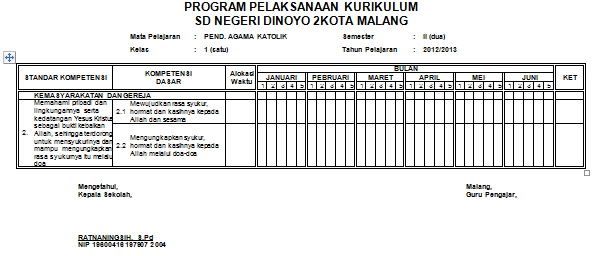 PROGRAM PELAKSANAAN KURIKULUM
SD NEGERI DINOYO 2KOTA MALANG
Mata Pelajaran : PEND. AGAMA KATOLIK Semester : II (dua)
Kelas : 1 (satu) Tahun Pelajaran : 2012/2013
STANDAR KOMPETENSI KOMPETENSI DASAR Alokasi Waktu BULAN KET
JANUARI PEBRUARI MARET APRIL MEI JUNI
1 2 3 4 5 1 2 3 4 5 1 2 3 4 5 1 2 3 4 5 1 2 3 4 5 1 2 3 4 5
KEMASYARAKATAN DAN GEREJA
2. Memahami pribadi dan
lingkungannya serta
kedatangan Yesus Kristus
sebagai bukti kebaikan
Allah, sehingga terdorong
untuk mensyukurinya dan
mampu mengungkapkan
rasa syukurnya itu melalui
doa
2.1 Mewujudkan rasa syukur,
hormat dan kasihnya kepada
Allah dan sesama
2.2 Mengungkapkan syukur,
hormat dan kasihnya kepada
Allah melalui doa-doa
Mengetahui,
Kepala Sekolah,
Malang,
Guru Pengajar,
RATNANINGSIH. S.Pd
NIP 19600416 197907 2004